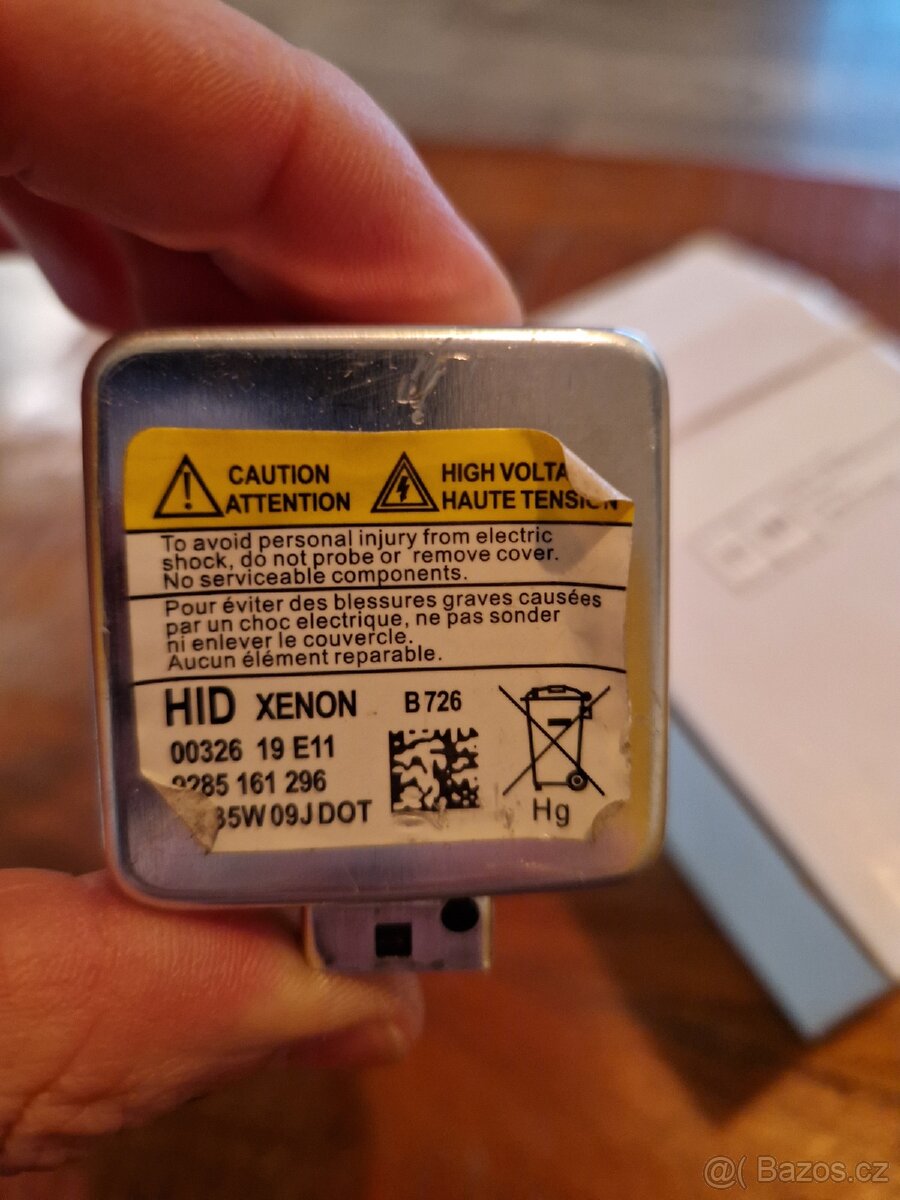 CAUTION
ATTENTION
HIGH
HAUTE TENSION
To avoid personal injury from electric
shock, do not probe or remove cover.
No serviceable components.
Pour éviter des blessures graves causées
par un choc electrique, ne pas sonder
ni enlever le couvercle.
Aucun élément reparable.
HID XENON
B726
00326 19 E11
9285 161 296
35W 09J DOT
Hg
@( Bazos.cz